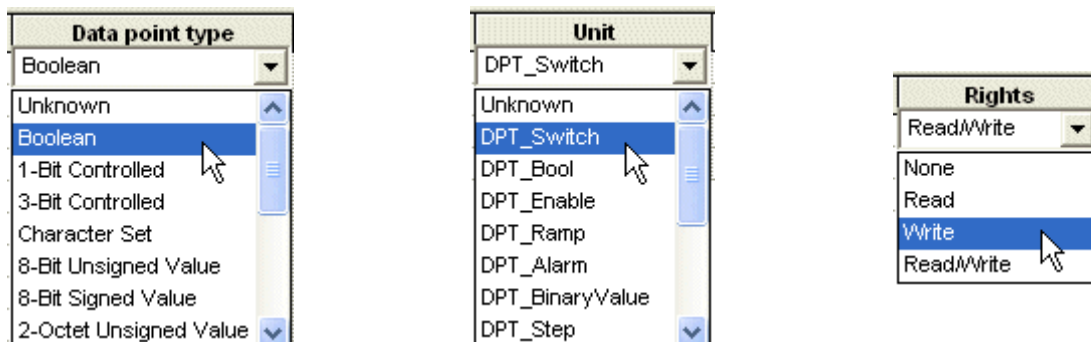 Data point type
Boolean
Unknown
Boolean
1-Bit Controlled
3-Bit Controlled
Character Set
8-Bit Unsigned Value
8-Bit Signed Value
2-Octet Unsigned Value
Unit
DPT_Switch
Unknown
DPT_Switch
DPT_Bool
DPT_Enable
DPT_Ramp
DPT_Alarm
DPT_BinaryValue
DPT_Step
Rights
Read/Write
None
Read
Write
Read/Write